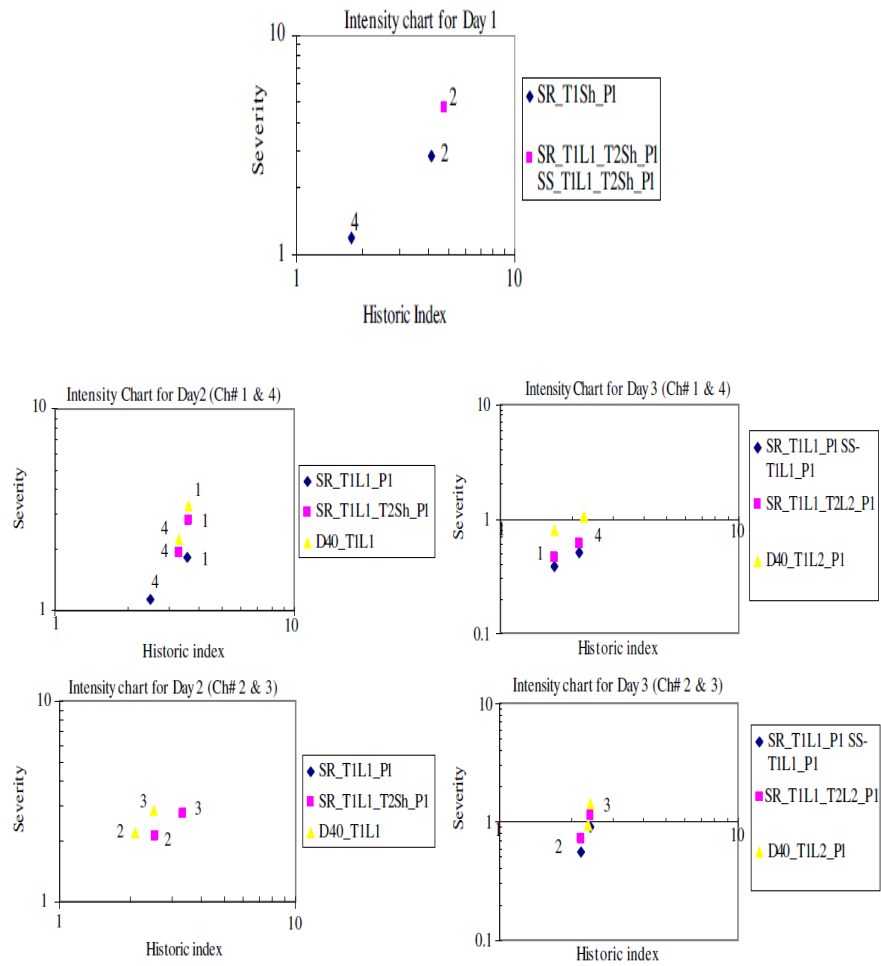 Intensity chart for Day 1
10
Severity
2
2
4
1
1
10
Historic Index
SR_T1Sh_Pl
SR_T1L1_T2Sh_Pl
SS_T1L1_T2Sh_Pl
Intensity Chart for Day2 (Ch# 1 & 4)
10
Severity
1
1
4
4
1
4
1
1
10
Historic index
SR_T1L1_P1
SR_T1L1_T2Sh_Pl
D40_T1L1
Intensity Chart for Day 3 (Ch# 1 & 4)
10
Severity
1
1
10
4
1
0.1
Historic index
SR_T1L1_Pl SS-
T1L1_P1
SR_T1L1_T2L2_P1
D40_T1L2_P1
Intensity chart for Day 2 (Ch# 2 & 3)
10
Severity
3
3
2
2
1
1
10
Historic index
SR_T1L1_Pl
SR_T1L1_T2Sh_P1
D40_T1L1
Intensity chart for Day 3 (Ch# 2 & 3)
10
Severity
3
1
1
10
2
0.1
Historic index
SR_T1L1_P1 SS-
T1L1_P1
SR_T1L1_T2L2_P1
D40_T1L2_Pl